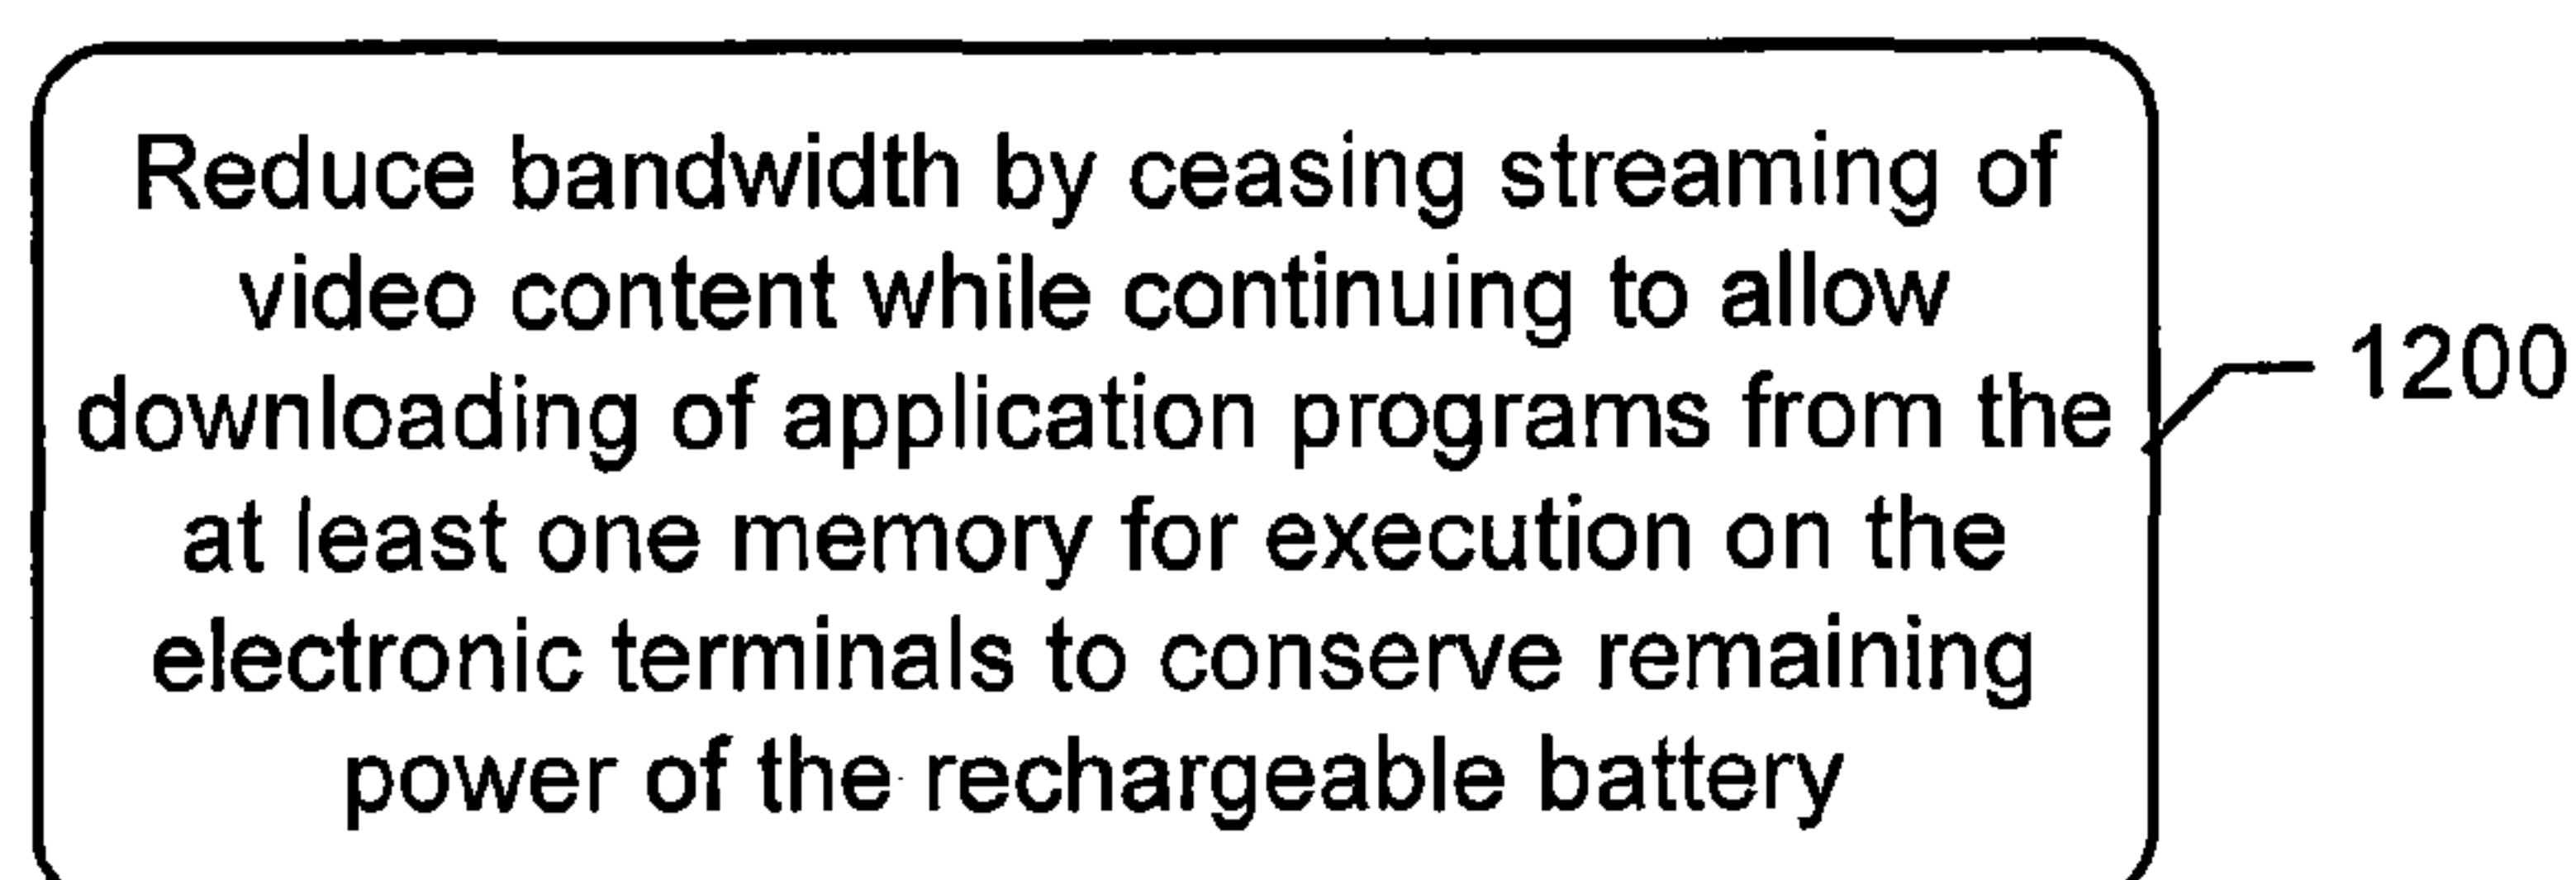 Reduce bandwidth by ceasing streaming of
video content while continuing to allow
downloading of application programs from the
at least one memory for execution on the
electronic terminals to conserve remaining
power of the rechargeable battery
1200